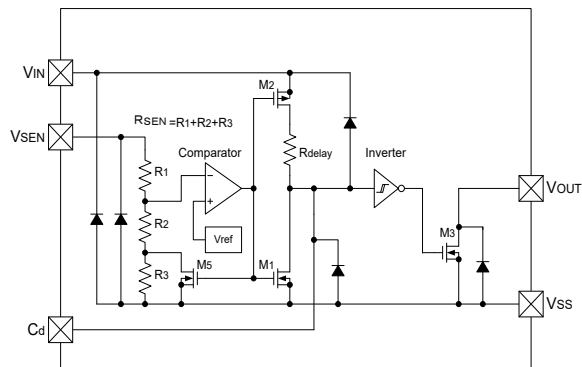 VIN
M2
RSEN =R1+R2+R3
VSEN
Comparator
Rdelay
Inverter
R1
−
+
VOUT
R2
Vref
M3
M5
M1
R3
VSS
Cd